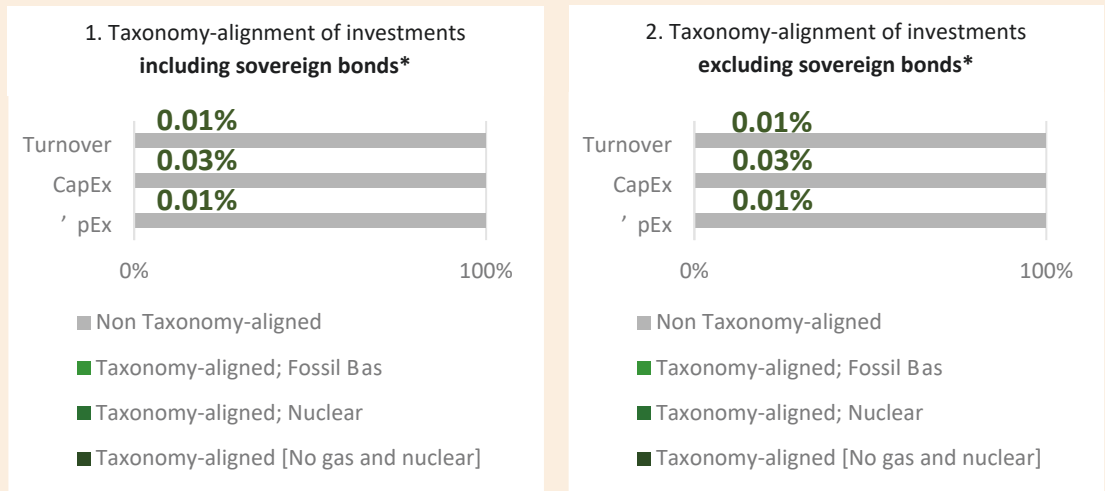 1. Taxonomy-alignment of investments
including sovereign bonds*
0.01%
Turnover
0.03%
CapEx
0.01%
′ pEx
0%
100%
Non Taxonomy-aligned
Taxonomy-aligned; Fossil Bas
Taxonomy-aligned; Nuclear
Taxonomy-aligned [No gas and nuclear]
2. Taxonomy-alignment of investments
excluding sovereign bonds*
0.01%
Turnover
0.03%
CapEx
0.01%
′ pEx
0%
100%
Non Taxonomy-aligned
Taxonomy-aligned; Fossil Bas
Taxonomy-aligned; Nuclear
Taxonomy-aligned [No gas and nuclear]